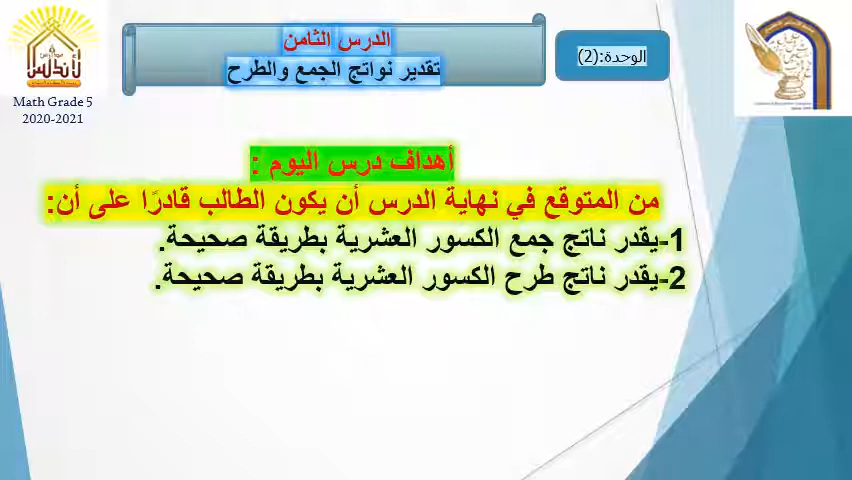 الدرس الثامن
تقدير نواتج الجمع والطرح
الوحدة:(2)
الأندلس
Math Grade 5
2020-2021
أهداف درس اليوم :
من المتوقع في نهاية الدرس أن يكون الطالب قادرًا على أن:
1-يقدر ناتج جمع الكسور العشرية بطريقة صحيحة.
2-يقدر ناتج طرح الكسور العشرية بطريقة صحيحة.